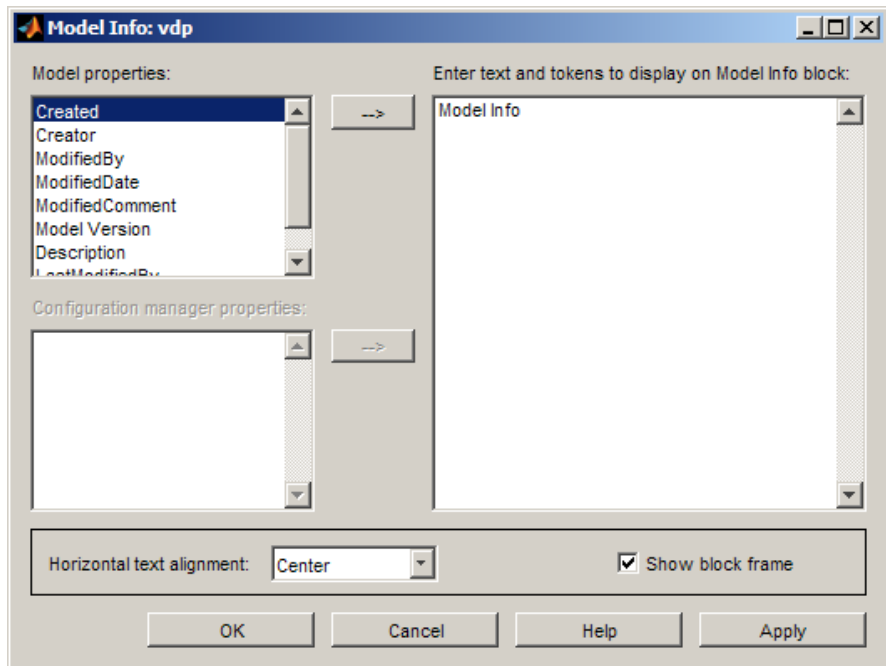 Model Info: vdp
Model properties:
Created
Creator
ModifiedBy
ModifiedDate
ModifiedComment
Model Version
Description
LastModifiedBy
-->
Enter text and tokens to display on Model Info block:
Model Info
Configuration manager properties:
-->
Horizontal text alignment:
Center
Show block frame
OK
Cancel
Help
Apply